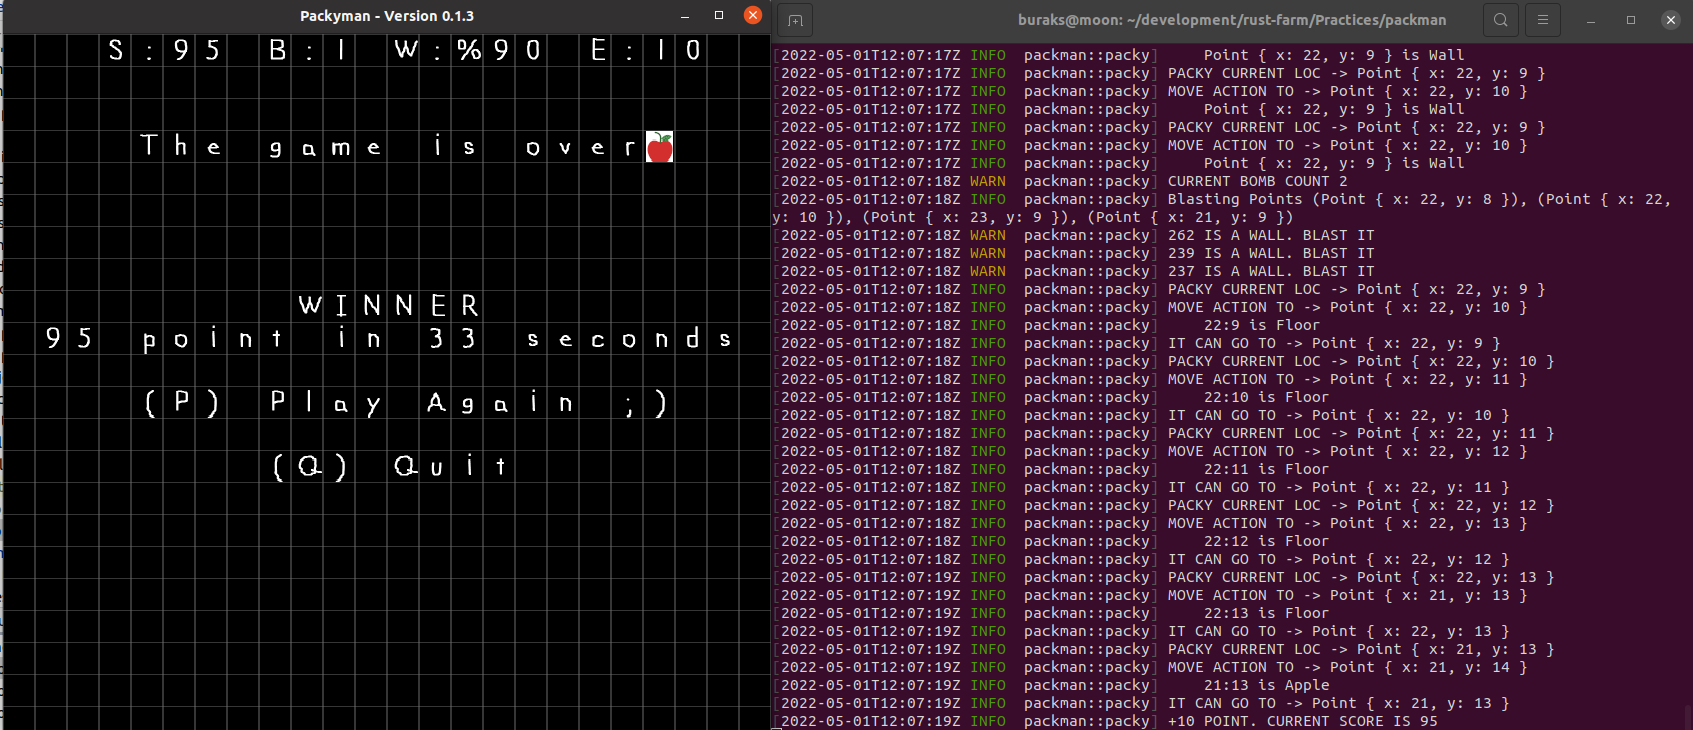 Packyman - Version 0.1.3
S:95 B:1 W:%90 E:10
The game is over
WINNER
95 point in 33 seconds
(P) Play Again ;)
(Q) Quit
buraks@moon: ~/development/rust-farm/Practices/packman
[2022-05-01T12:07:17Z INFO  packman::packy]     Point { x: 22, y: 9 } is Wall
[2022-05-01T12:07:17Z INFO  packman::packy] PACKY CURRENT LOC -> Point { x: 22, y: 9 }
[2022-05-01T12:07:17Z INFO  packman::packy] MOVE ACTION TO -> Point { x: 22, y: 10 }
[2022-05-01T12:07:17Z INFO  packman::packy]     Point { x: 22, y: 9 } is Wall
[2022-05-01T12:07:17Z INFO  packman::packy] PACKY CURRENT LOC -> Point { x: 22, y: 9 }
[2022-05-01T12:07:17Z INFO  packman::packy] MOVE ACTION TO -> Point { x: 22, y: 10 }
[2022-05-01T12:07:17Z INFO  packman::packy]     Point { x: 22, y: 9 } is Wall
[2022-05-01T12:07:18Z WARN  packman::packy] CURRENT BOMB COUNT 2
[2022-05-01T12:07:18Z INFO  packman::packy] Blasting Points (Point { x: 22, y: 8 }), (Point { x: 22,
y: 10 }), (Point { x: 23, y: 9 }), (Point { x: 21, y: 9 })
[2022-05-01T12:07:18Z WARN  packman::packy] 262 IS A WALL. BLAST IT
[2022-05-01T12:07:18Z WARN  packman::packy] 239 IS A WALL. BLAST IT
[2022-05-01T12:07:18Z WARN  packman::packy] 237 IS A WALL. BLAST IT
[2022-05-01T12:07:18Z INFO  packman::packy] PACKY CURRENT LOC -> Point { x: 22, y: 9 }
[2022-05-01T12:07:18Z INFO  packman::packy] MOVE ACTION TO -> Point { x: 22, y: 10 }
[2022-05-01T12:07:18Z INFO  packman::packy]     22:9 is Floor
[2022-05-01T12:07:18Z INFO  packman::packy] IT CAN GO TO -> Point { x: 22, y: 9 }
[2022-05-01T12:07:18Z INFO  packman::packy] PACKY CURRENT LOC -> Point { x: 22, y: 10 }
[2022-05-01T12:07:18Z INFO  packman::packy] MOVE ACTION TO -> Point { x: 22, y: 11 }
[2022-05-01T12:07:18Z INFO  packman::packy]     22:10 is Floor
[2022-05-01T12:07:18Z INFO  packman::packy] IT CAN GO TO -> Point { x: 22, y: 10 }
[2022-05-01T12:07:18Z INFO  packman::packy] PACKY CURRENT LOC -> Point { x: 22, y: 11 }
[2022-05-01T12:07:18Z INFO  packman::packy] MOVE ACTION TO -> Point { x: 22, y: 12 }
[2022-05-01T12:07:18Z INFO  packman::packy]     22:11 is Floor
[2022-05-01T12:07:18Z INFO  packman::packy] IT CAN GO TO -> Point { x: 22, y: 11 }
[2022-05-01T12:07:18Z INFO  packman::packy] PACKY CURRENT LOC -> Point { x: 22, y: 12 }
[2022-05-01T12:07:18Z INFO  packman::packy] MOVE ACTION TO -> Point { x: 22, y: 13 }
[2022-05-01T12:07:18Z INFO  packman::packy]     22:12 is Floor
[2022-05-01T12:07:18Z INFO  packman::packy] IT CAN GO TO -> Point { x: 22, y: 12 }
[2022-05-01T12:07:19Z INFO  packman::packy] PACKY CURRENT LOC -> Point { x: 22, y: 13 }
[2022-05-01T12:07:19Z INFO  packman::packy] MOVE ACTION TO -> Point { x: 21, y: 13 }
[2022-05-01T12:07:19Z INFO  packman::packy]     22:13 is Floor
[2022-05-01T12:07:19Z INFO  packman::packy] IT CAN GO TO -> Point { x: 22, y: 13 }
[2022-05-01T12:07:19Z INFO  packman::packy] PACKY CURRENT LOC -> Point { x: 21, y: 13 }
[2022-05-01T12:07:19Z INFO  packman::packy] MOVE ACTION TO -> Point { x: 21, y: 14 }
[2022-05-01T12:07:19Z INFO  packman::packy]     21:13 is Apple
[2022-05-01T12:07:19Z INFO  packman::packy] IT CAN GO TO -> Point { x: 21, y: 13 }
[2022-05-01T12:07:19Z INFO  packman::packy] +10 POINT. CURRENT SCORE IS 95